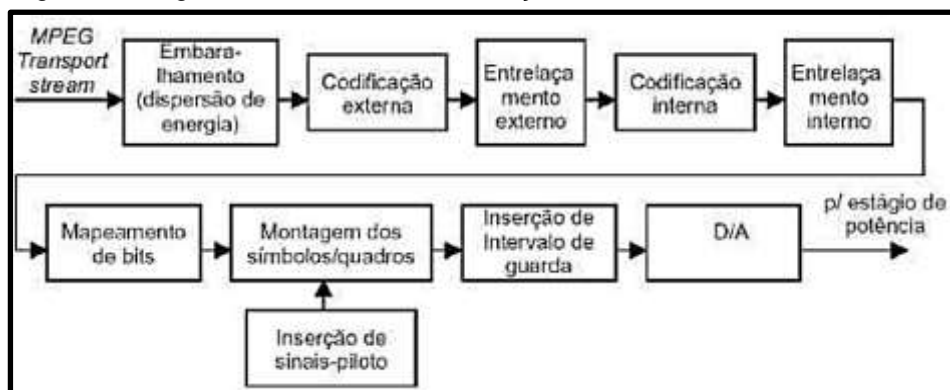 MPEG
Transport
stream
Embara-
lhamento
(dispersão de
energia)
Codificação
externa
Entrelaça
mento
externo
Codificação
interna
Entrelaça
mento
interno
Mapeamento
de bits
Montagem dos
símbolos/quadros
Inserção de
Intervalo de
guarda
D/A
p/ estágio de
potência
Inserção de
sinais-piloto